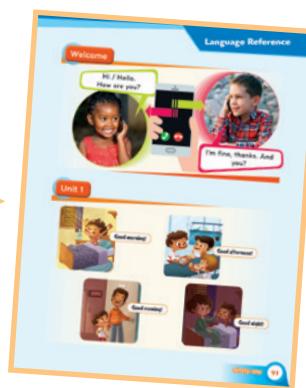 Language Reference
Welcome
Hi./ Hello.
How are you?
I'm fine, thanks. And
you?
Unit 1
Good morning!
Good afternoon!
Good evening!
Good night!
91